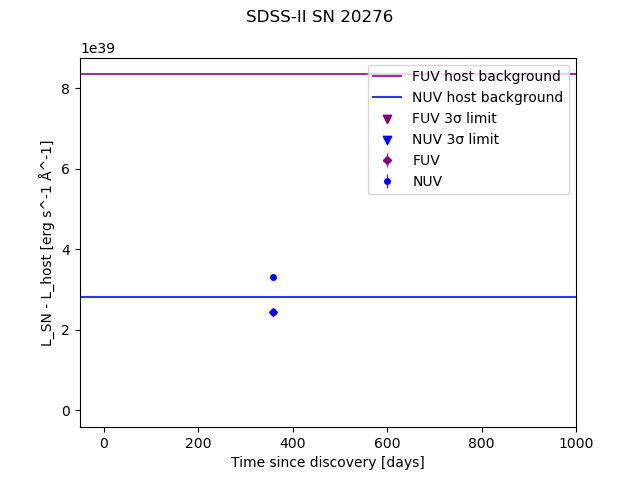 SDSS-II SN 20276
1e39
L_SN - L_host [erg s^-1 Å^-1]
8
6
4
2
0
FUV host background
NUV host background
FUV 3σ limit
NUV 3σ limit
FUV
NUV
0 200 400 600 800 1000
Time since discovery [days]